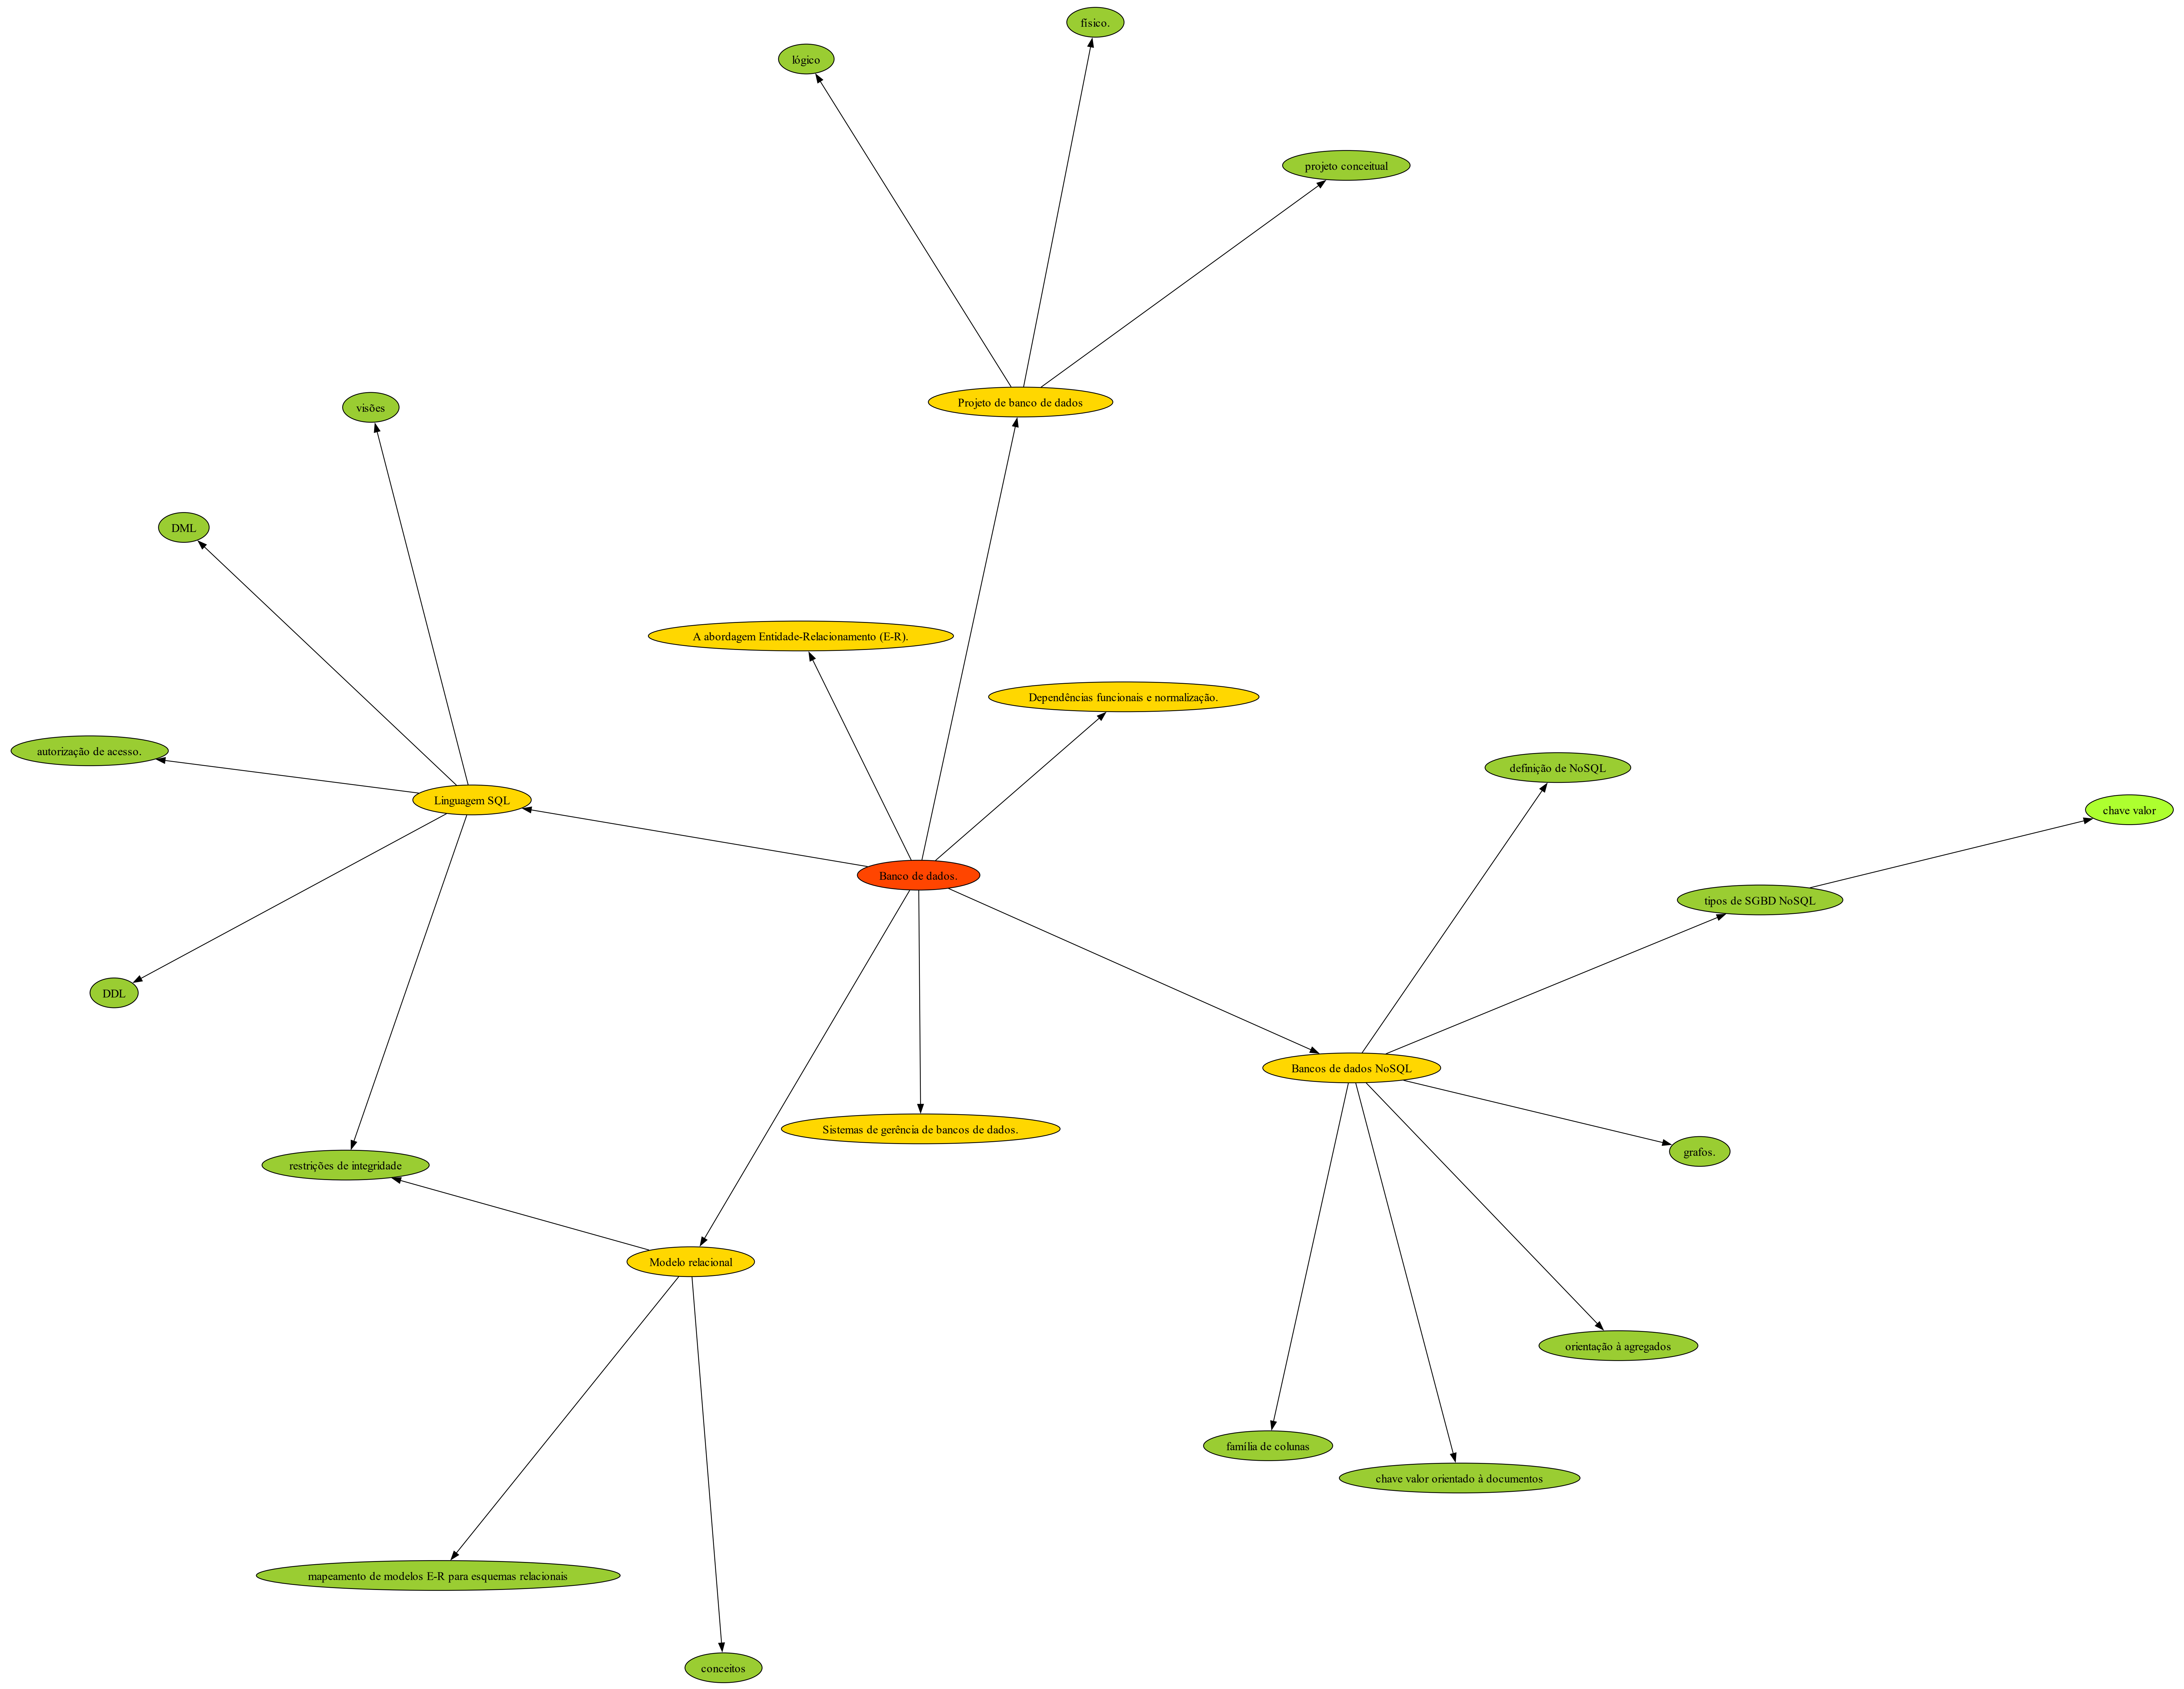 físico.
lógico
projeto conceitual
Projeto de banco de dados
visões
DML
A abordagem Entidade-Relacionamento (E-R).
Dependências funcionais e normalização.
autorização de acesso.
definição de NoSQL
Linguagem SQL
chave valor
Banco de dados.
tipos de SGBD NoSQL
DDL
Bancos de dados NoSQL
Sistemas de gerência de bancos de dados.
grafos.
restrições de integridade
Modelo relacional
orientação à agregados
família de colunas
chave valor orientado à documentos
mapeamento de modelos E-R para esquemas relacionais
conceitos